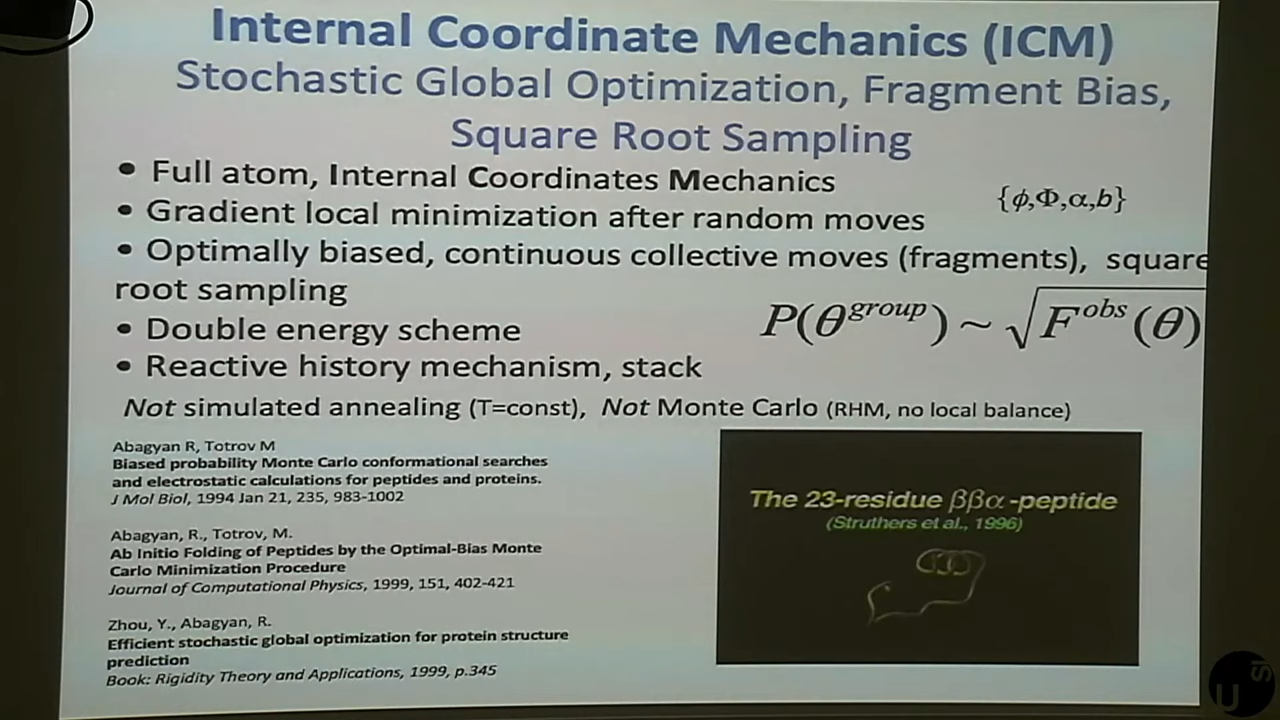 Internal Coordinate Mechanics (ICM)
Stochastic Global Optimization, Fragment Bias,
Square Root Sampling
• Full atom, Internal Coordinates Mechanics
{ϕ,Φ,α,b}
• Gradient local minimization after random moves
• Optimally biased, continuous collective moves (fragments), square
root sampling
P(θ^group) ~ √F^obs(θ)
• Double energy scheme
• Reactive history mechanism, stack
Not simulated annealing (T=const), Not Monte Carlo (RHM, no local balance)
Abagyan R, Totrov M
Biased probability Monte Carlo conformational searches
and electrostatic calculations for peptides and proteins.
J Mol Biol, 1994 Jan 21, 235, 983-1002
Abagyan, R., Totrov, M.
Ab Initio Folding of Peptides by the Optimal-Bias Monte
Carlo Minimization Procedure
Journal of Computational Physics, 1999, 151, 402-421
Zhou, Y., Abagyan, R.
Efficient stochastic global optimization for protein structure
prediction
Book: Rigidity Theory and Applications, 1999, p.345
The 23-residue ββα-peptide
(Struthers et al., 1996)
U
SI